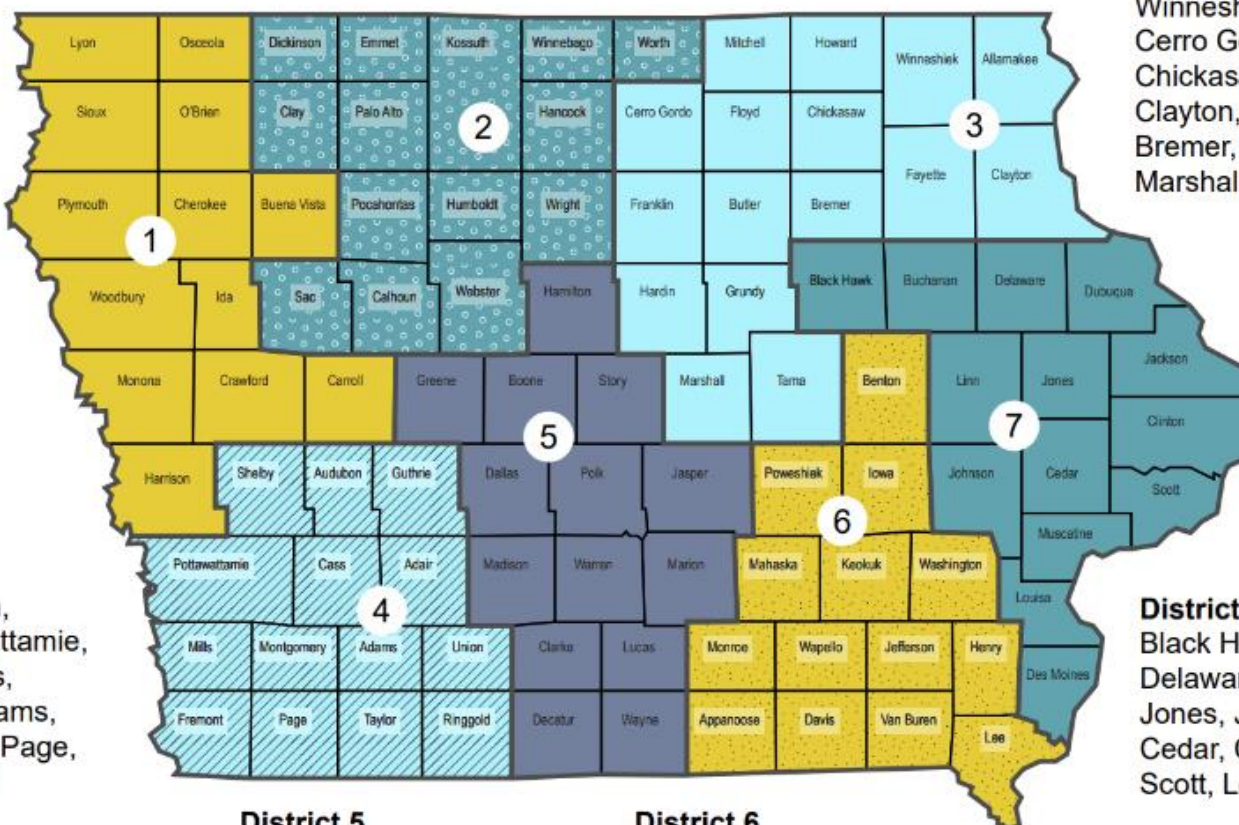 Winnesh
Lyon Osceola Dickinson Emmet Kossuth Winnebago Worth Mitchell Howard Winneshiek Allamakee
Cerro G
Chickas
Sioux O'Brien Clay Palo Alto 2 Hancock Cerro Gordo Floyd Chickasaw 3
Clayton,
Bremer,
Marshal
Plymouth Cherokee Buena Vista Pocahontas Humboldt Wright Franklin Butler Bremer Fayette Clayton
1
Woodbury Ida Sac Calhoun Webster Hamilton Hardin Grundy Black Hawk Buchanan Delaware Dubuque
Monona Crawford Carroll Greene Boone Story Marshall Tama Benton Linn Jones Jackson
5 7 Clinton
Harrison Shelby Audubon Guthrie Dallas Polk Jasper Poweshiek Iowa Johnson Cedar Scott
6 Muscatine
Pottawattamie Cass Adair Madison Warren Marion Mahaska Keokuk Washington Louisa
4
,
ttamie,
s,
ams,
Page,
Mills Montgomery Adams Union Clarke Lucas Monroe Wapello Jefferson Henry Des Moines
Fremont Page Taylor Ringgold Decatur Wayne Appanoose Davis Van Buren Lee
District
Black H
Delawar
Jones, J
Cedar, C
Scott, L
District 5 District 6